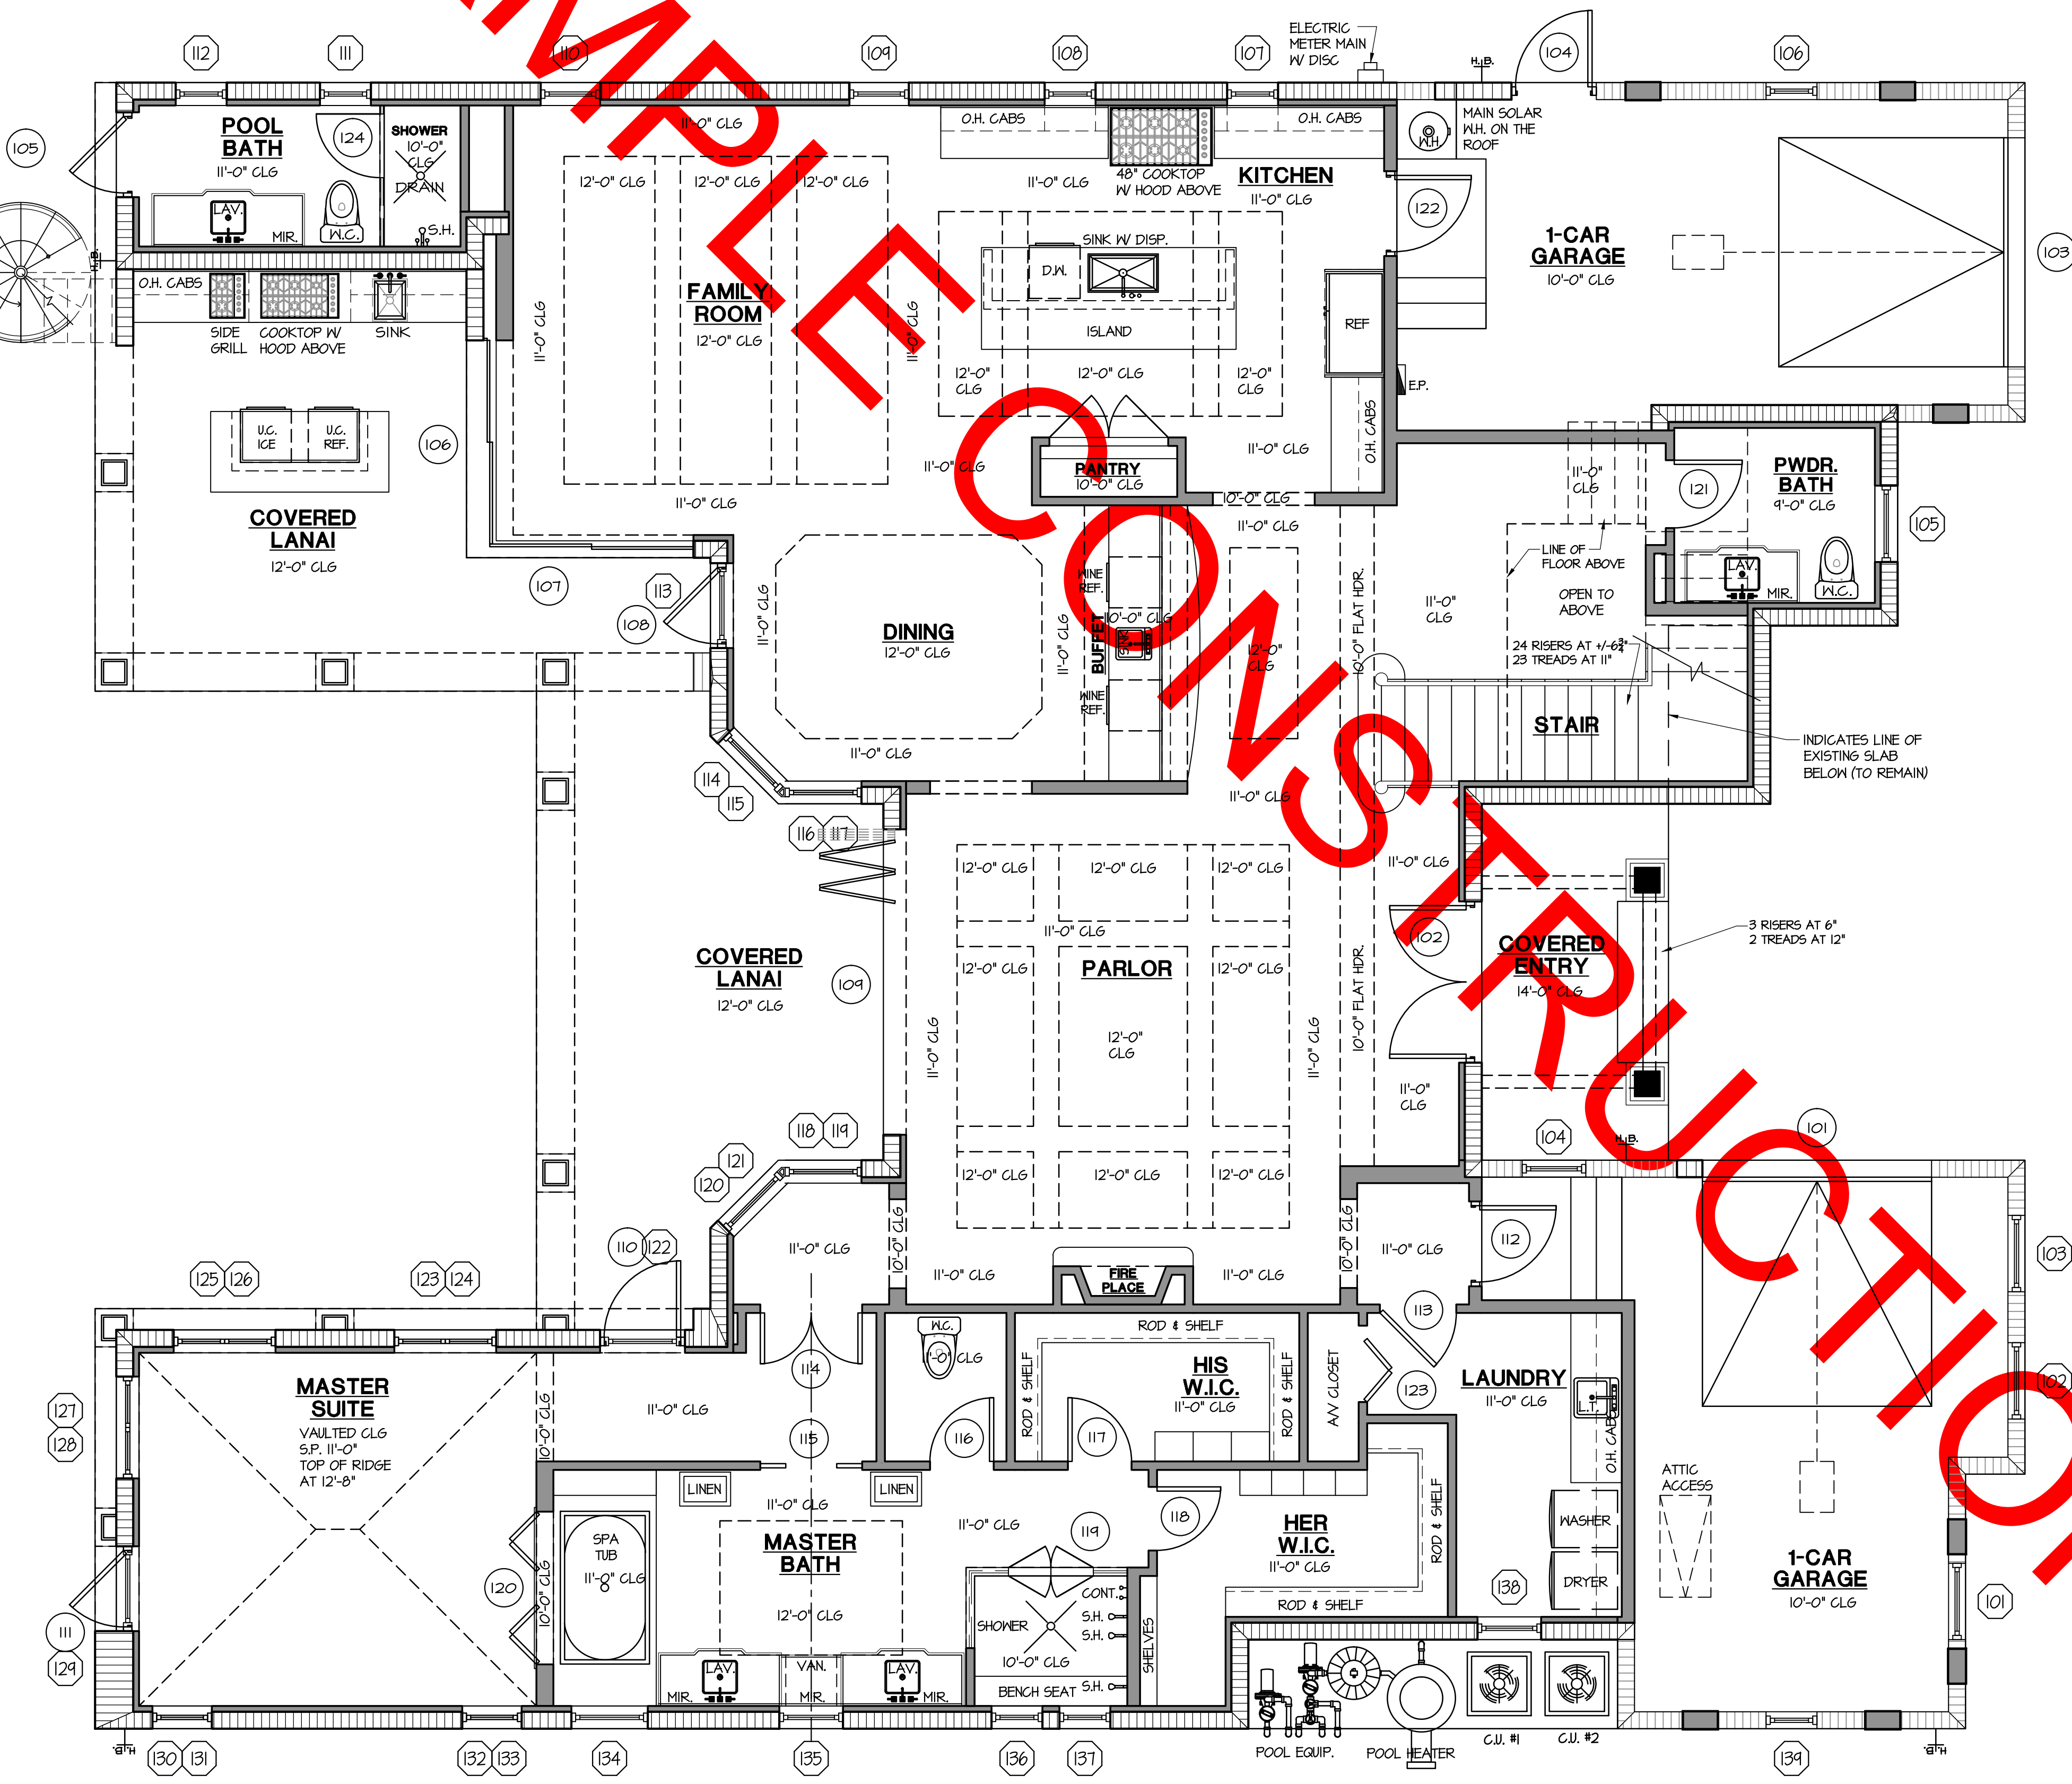 112
111
110
109
108
107
ELECTRIC
METER MAIN
W/ DISC
H.B.
104
106
105
POOL
BATH
11'-0" CLG
124
SHOWER
10'-0"
CLG
DRAIN
LAV.
MIR.
W.C.
S.H.
H.B.
11'-0" CLG
12'-0" CLG
12'-0" CLG
12'-0" CLG
O.H. CABS
O.H. CABS
48" COOKTOP
W/ HOOD ABOVE
11'-0" CLG
KITCHEN
11'-0" CLG
W.H.
MAIN SOLAR
W.H. ON THE
ROOF
122
1-CAR
GARAGE
10'-0" CLG
103
O.H. CABS
SIDE
GRILL
COOKTOP W/
HOOD ABOVE
SINK
11'-0" CLG
FAMILY
ROOM
12'-0" CLG
11'-0" CLG
SINK W/ DISP.
D.W.
ISLAND
12'-0"
CLG
12'-0" CLG
12'-0"
CLG
REF
E.P.
O.H. CABS
U.C.
ICE
U.C.
REF.
106
COVERED
LANAI
12'-0" CLG
11'-0" CLG
11'-0" CLG
PANTRY
10'-0" CLG
11'-0" CLG
10'-0" CLG
11'-0" CLG
11'-0"
CLG
121
PWDR.
BATH
9'-0" CLG
105
LAV.
MIR.
W.C.
LINE OF
FLOOR ABOVE
OPEN TO
ABOVE
107
113
108
11'-0" CLG
DINING
12'-0" CLG
11'-0" CLG
11'-0" CLG
BUFFET
WINE
REF.
10'-0" CLG
SINK
WINE
REF.
12'-0"
CLG
10'-0" FLAT HDR.
11'-0"
CLG
24 RISERS AT +/-6¾"
23 TREADS AT 11"
STAIR
INDICATES LINE OF
EXISTING SLAB
BELOW (TO REMAIN)
114
115
116
117
11'-0" CLG
11'-0" CLG
12'-0" CLG
12'-0" CLG
12'-0" CLG
11'-0" CLG
12'-0" CLG
PARLOR
12'-0" CLG
12'-0"
CLG
11'-0" CLG
11'-0" CLG
10'-0" FLAT HDR.
12'-0" CLG
12'-0" CLG
12'-0" CLG
COVERED
LANAI
12'-0" CLG
109
102
COVERED
ENTRY
14'-0" CLG
3 RISERS AT 6"
2 TREADS AT 12"
11'-0"
CLG
104
H.B.
101
118
119
121
120
110
122
11'-0" CLG
10'-0" CLG
11'-0" CLG
FIRE
PLACE
11'-0" CLG
10'-0" CLG
11'-0" CLG
112
103
102
125
126
123
124
127
128
MASTER
SUITE
VAULTED CLG
S.P. 11'-0"
TOP OF RIDGE
AT 12'-8"
10'-0" CLG
11'-0" CLG
114
115
W.C.
11'-0" CLG
116
ROD & SHELF
ROD & SHELF
HIS
W.I.C.
11'-0" CLG
ROD & SHELF
117
A/V CLOSET
113
123
LAUNDRY
11'-0" CLG
L.T.
O.H. CABS
WASHER
DRYER
138
ATTIC
ACCESS
1-CAR
GARAGE
10'-0" CLG
101
111
129
120
10'-0" CLG
SPA
TUB
11'-0" CLG
LINEN
LINEN
11'-0" CLG
MASTER
BATH
12'-0" CLG
11'-0" CLG
119
118
HER
W.I.C.
11'-0" CLG
ROD & SHELF
ROD & SHELF
SHELVES
SHOWER
CONT.
S.H.
S.H.
10'-0" CLG
BENCH SEAT
S.H.
LAV.
MIR.
VAN.
MIR.
LAV.
MIR.
H.B.
130
131
132
133
134
135
136
137
POOL EQUIP.
POOL HEATER
C.U. #1
C.U. #2
139
H.B.